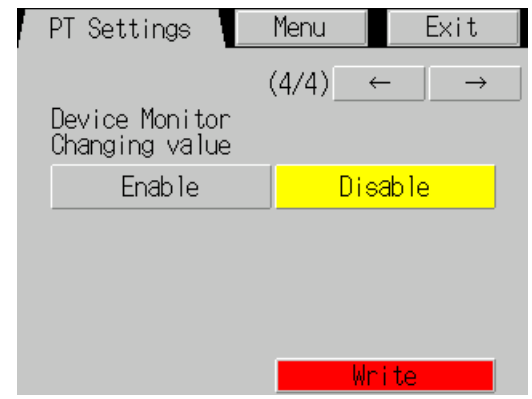 PT Settings Menu Exit
(4/4) ← →
Device Monitor
Changing value
Enable Disable
Write